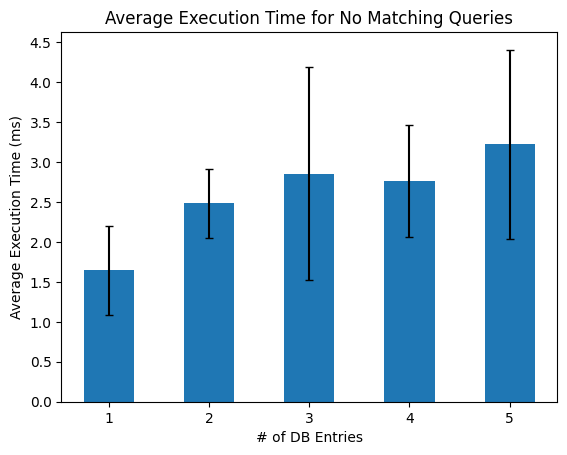 Average Execution Time for No Matching Queries
Average Execution Time (ms)
4.5
4.0
3.5
3.0
2.5
2.0
1.5
1.0
0.5
0.0
1 2 3 4 5
# of DB Entries